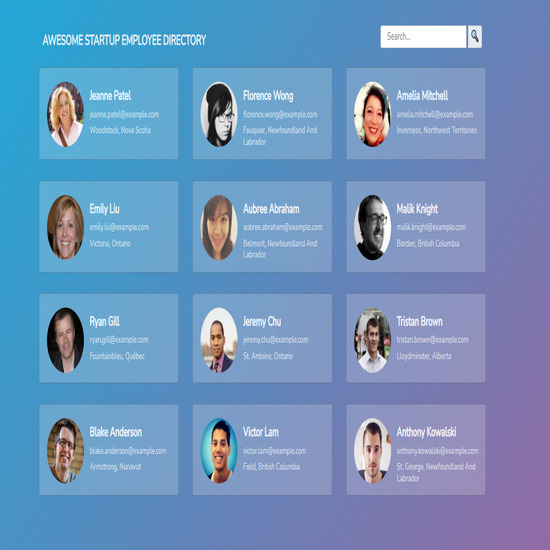 AWESOME STARTUP EMPLOYEE DIRECTORY
Search...
Jeanne Patel
jeanne.patel@example.com
Woodstock, Nova Scotia
Florence Wong
florence.wong@example.com
Fauquier, Newfoundland And
Labrador
Amelia Mitchell
amelia.mitchell@example.com
Inverness, Northwest Territories
Emily Liu
emily.liu@example.com
Victoria, Ontario
Aubree Abraham
aubree.abraham@example.com
Belmont, Newfoundland And
Labrador
Malik Knight
malik.knight@example.com
Borden, British Columbia
Ryan Gill
ryan.gill@example.com
Fountainbleu, Québec
Jeremy Chu
jeremy.chu@example.com
St. Antoine, Ontario
Tristan Brown
tristan.brown@example.com
Lloydminster, Alberta
Blake Anderson
blake.anderson@example.com
Armstrong, Nunavut
Victor Lam
victor.lam@example.com
Field, British Columbia
Anthony Kowalski
anthony.kowalski@example.com
St. George, Newfoundland And
Labrador